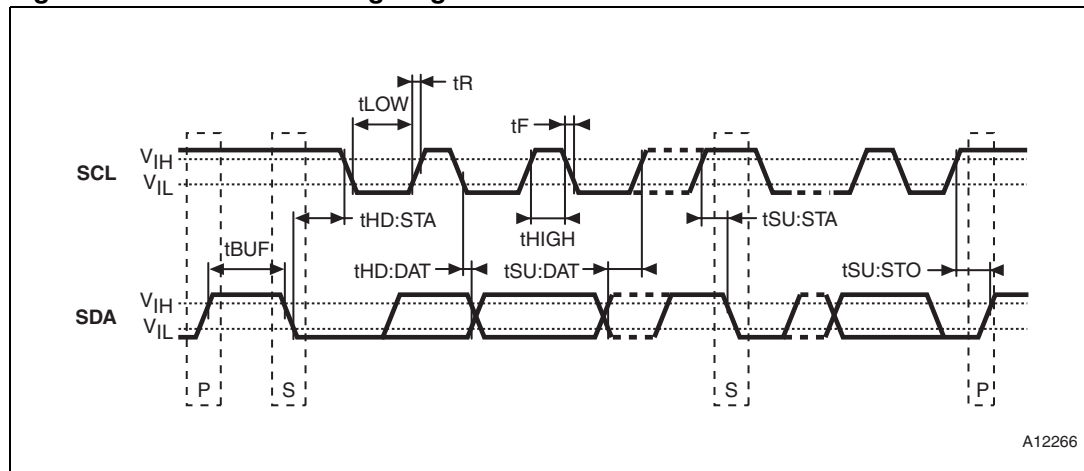 tR
tLOW
tF
SCL
VIH
VIL
tHD:STA
tHIGH
tSU:STA
tBUF
tHD:DAT
tSU:DAT
tSU:STO
SDA
VIH
VIL
P
S
S
P
A12266